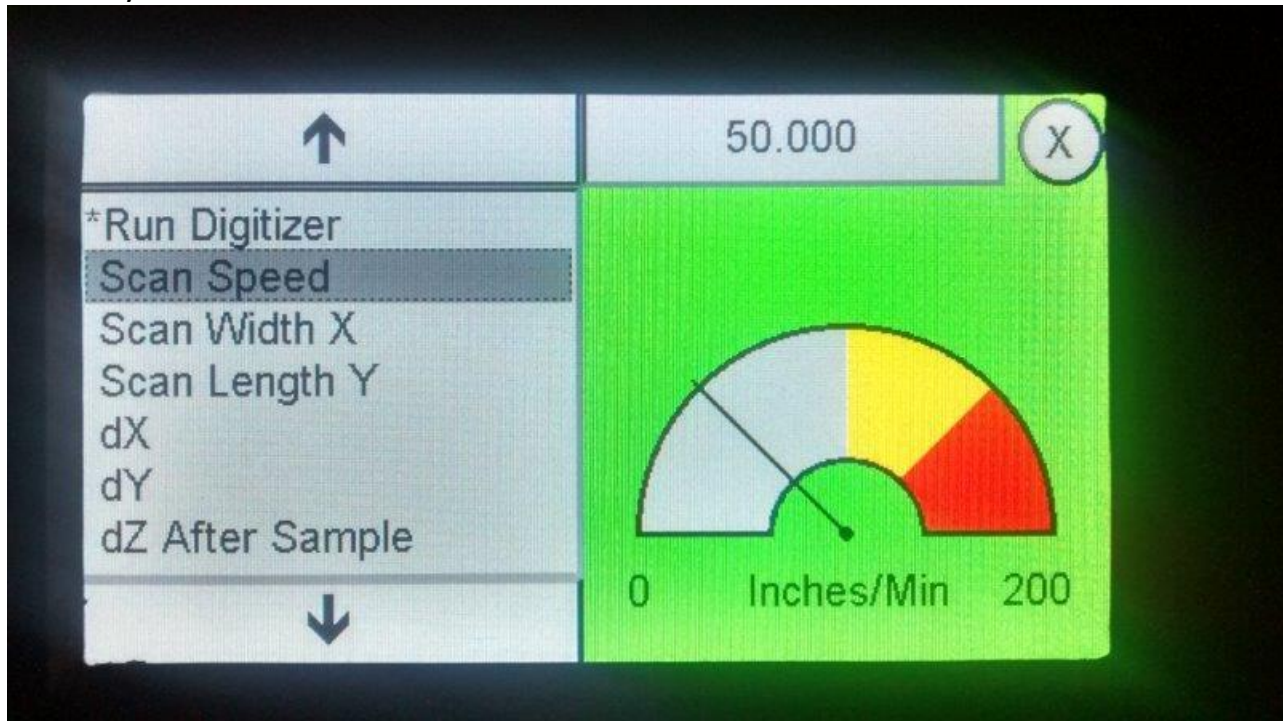 50.000
X
*Run Digitizer
Scan Speed
Scan Width X
Scan Length Y
dX
dY
dZ After Sample
0 Inches/Min 200